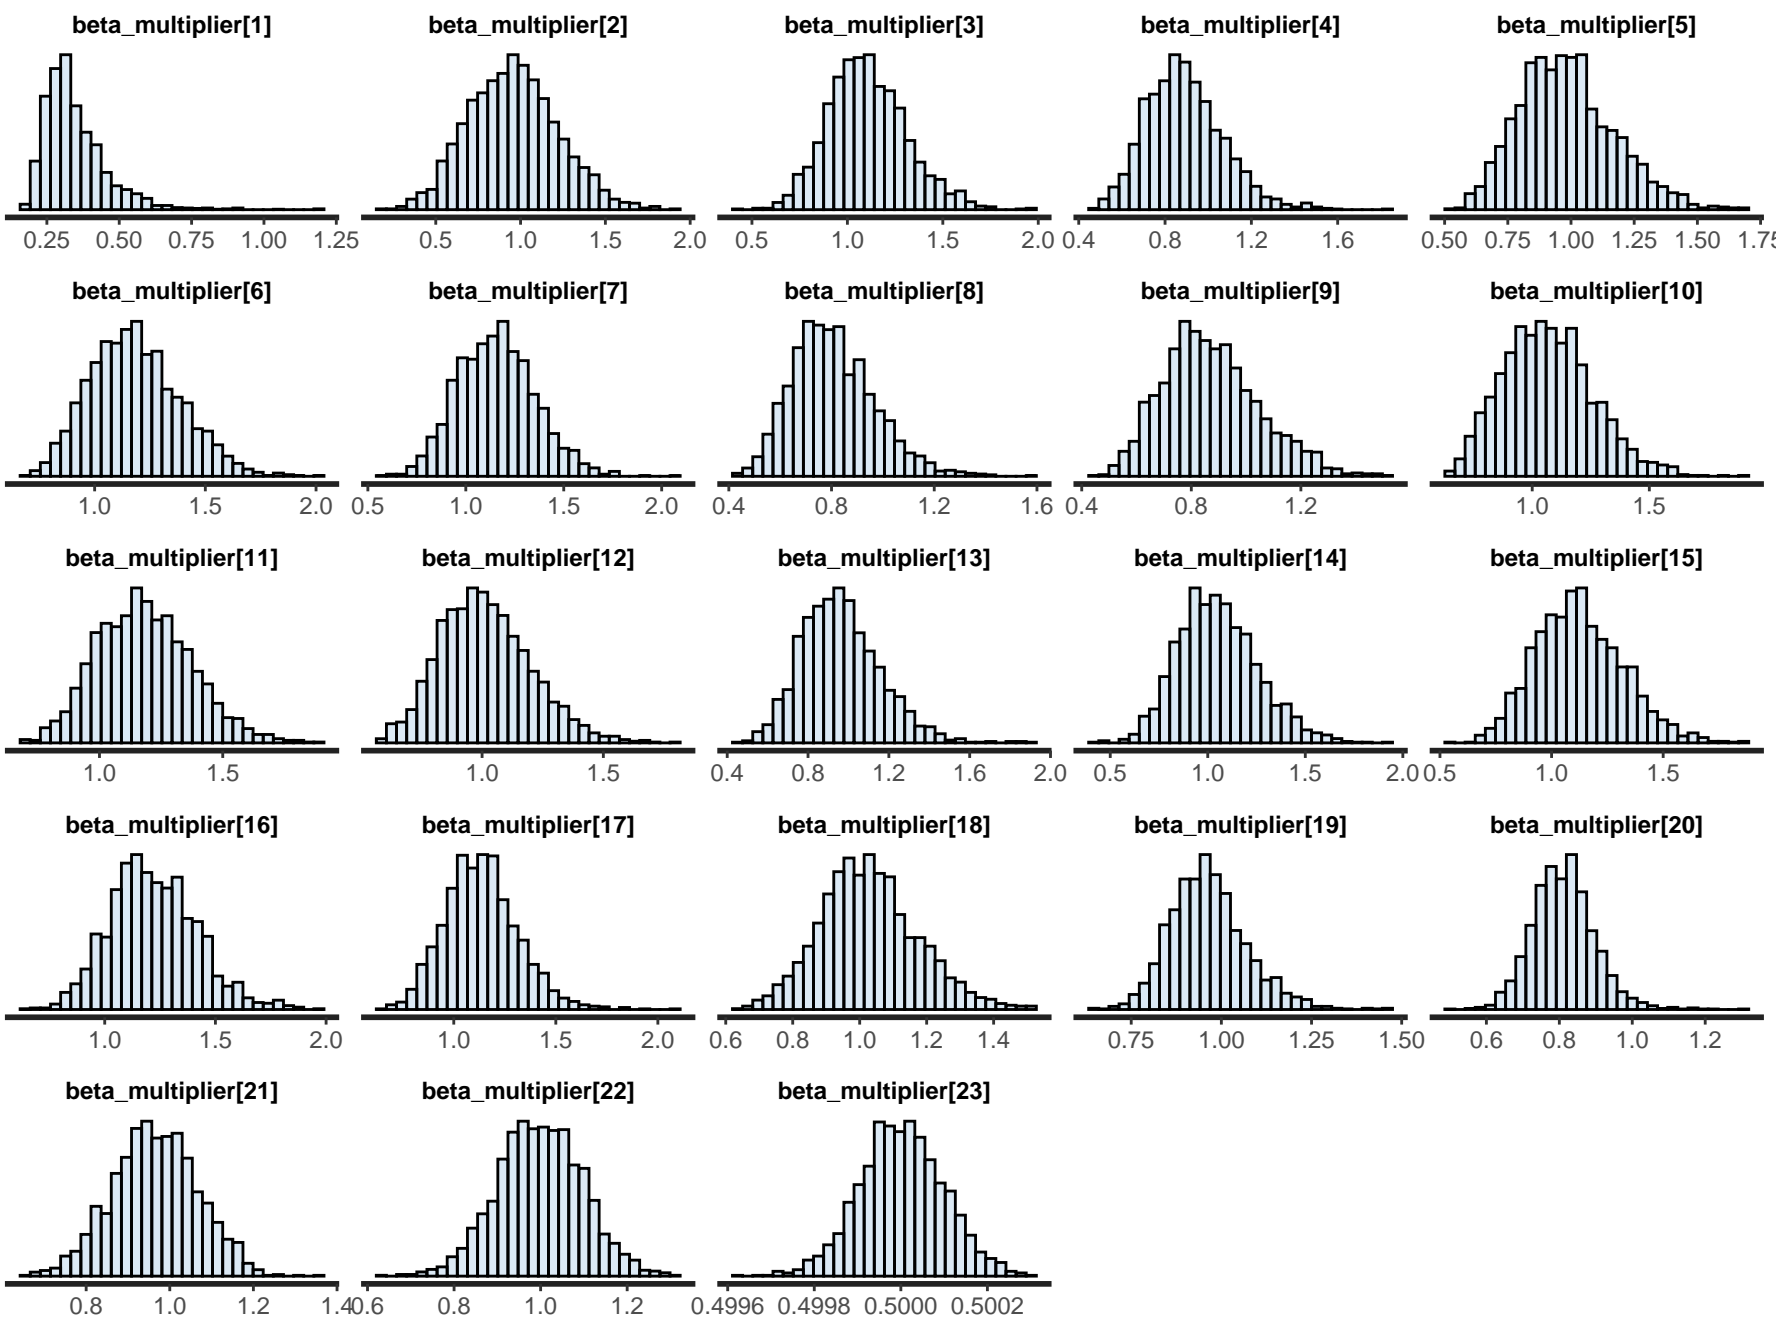 beta_multiplier[1] beta_multiplier[2] beta_multiplier[3] beta_multiplier[4] beta_multiplier[5]
0.25 0.50 0.75 1.00 1.25 0.5 1.0 1.5 2.0 0.5 1.0 1.5 2.0 0.4 0.8 1.2 1.6 0.50 0.75 1.00 1.25 1.50 1.75
beta_multiplier[6] beta_multiplier[7] beta_multiplier[8] beta_multiplier[9] beta_multiplier[10]
1.0 1.5 2.0 0.5 1.0 1.5 2.0 0.4 0.8 1.2 1.6 0.4 0.8 1.2 1.0 1.5
beta_multiplier[11] beta_multiplier[12] beta_multiplier[13] beta_multiplier[14] beta_multiplier[15]
1.0 1.5 1.0 1.5 0.4 0.8 1.2 1.6 2.0 0.5 1.0 1.5 2.0 0.5 1.0 1.5
beta_multiplier[16] beta_multiplier[17] beta_multiplier[18] beta_multiplier[19] beta_multiplier[20]
1.0 1.5 2.0 1.0 1.5 2.0 0.6 0.8 1.0 1.2 1.4 0.75 1.00 1.25 1.50 0.6 0.8 1.0 1.2
beta_multiplier[21] beta_multiplier[22] beta_multiplier[23]
0.8 1.0 1.2 1.4 0.6 0.8 1.0 1.2 0.4996 0.4998 0.5000 0.5002